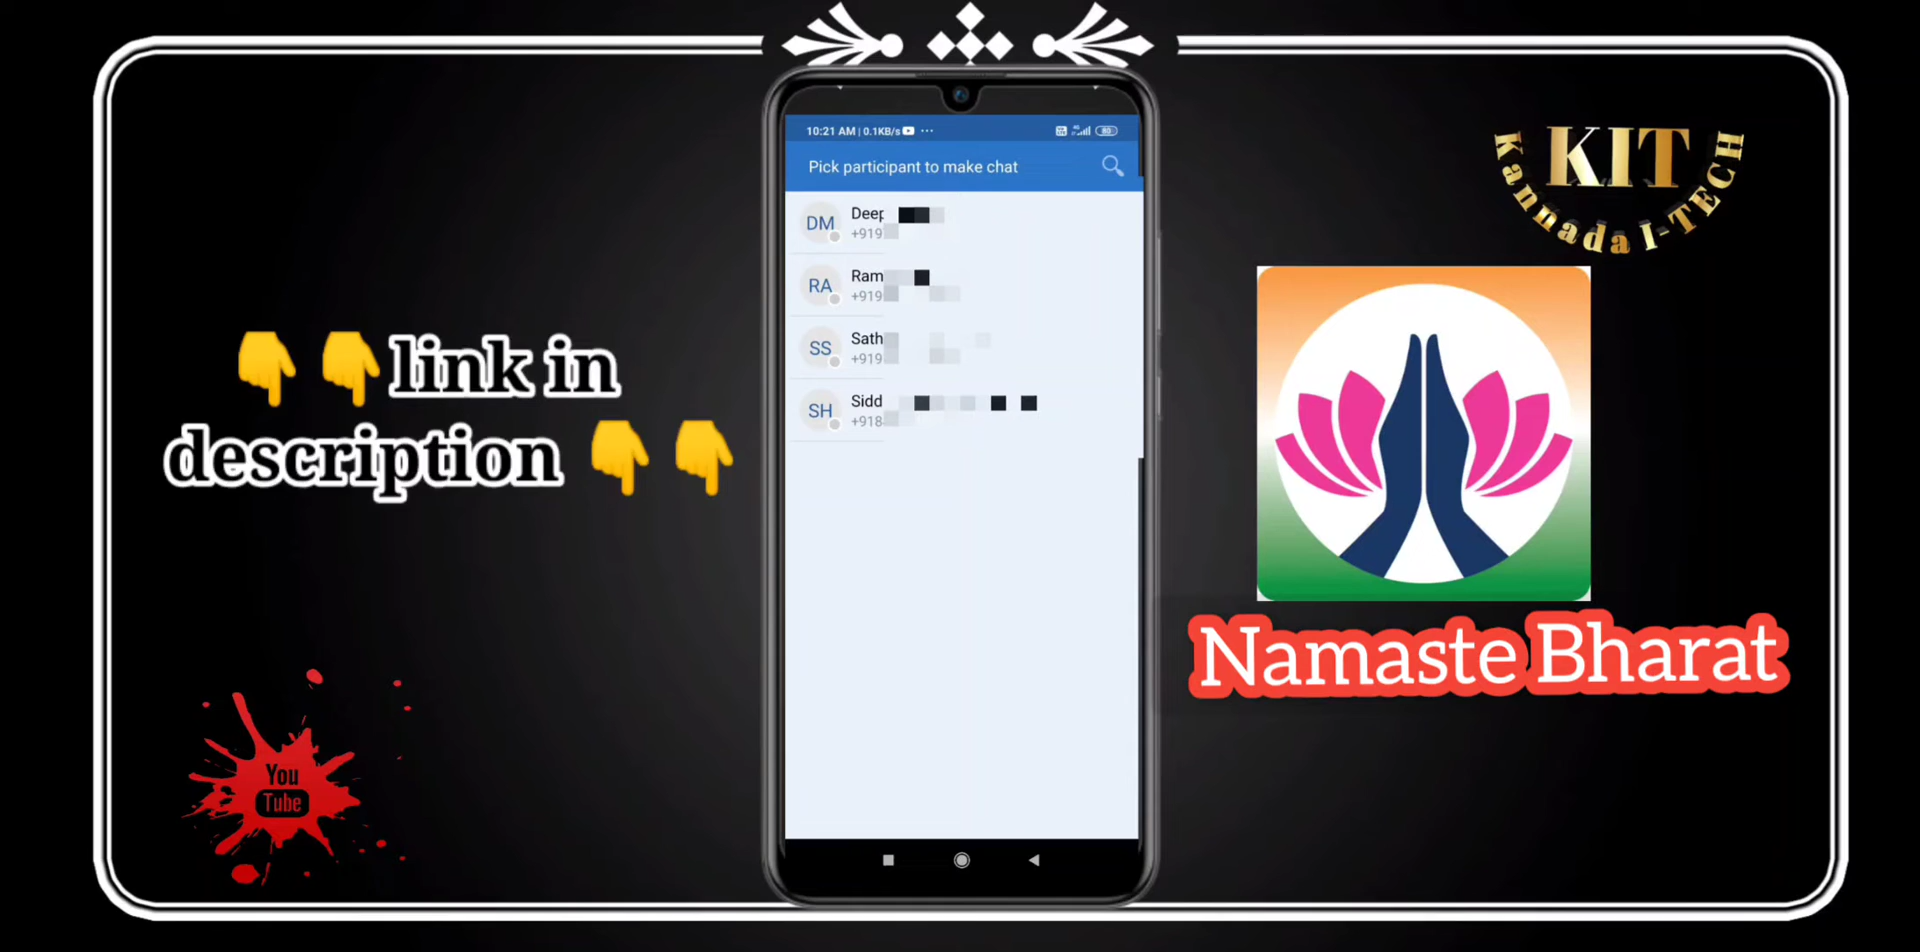 10:21 AM | 0.1KB/s
80
Pick participant to make chat
DM
Deep
+919
RA
Ram
+919
SS
Sath
+919
SH
Sidd
+918
👇 👇 link in
description 👇 👇
You
Tube
KIT
Kannada I-TECH
Namaste Bharat